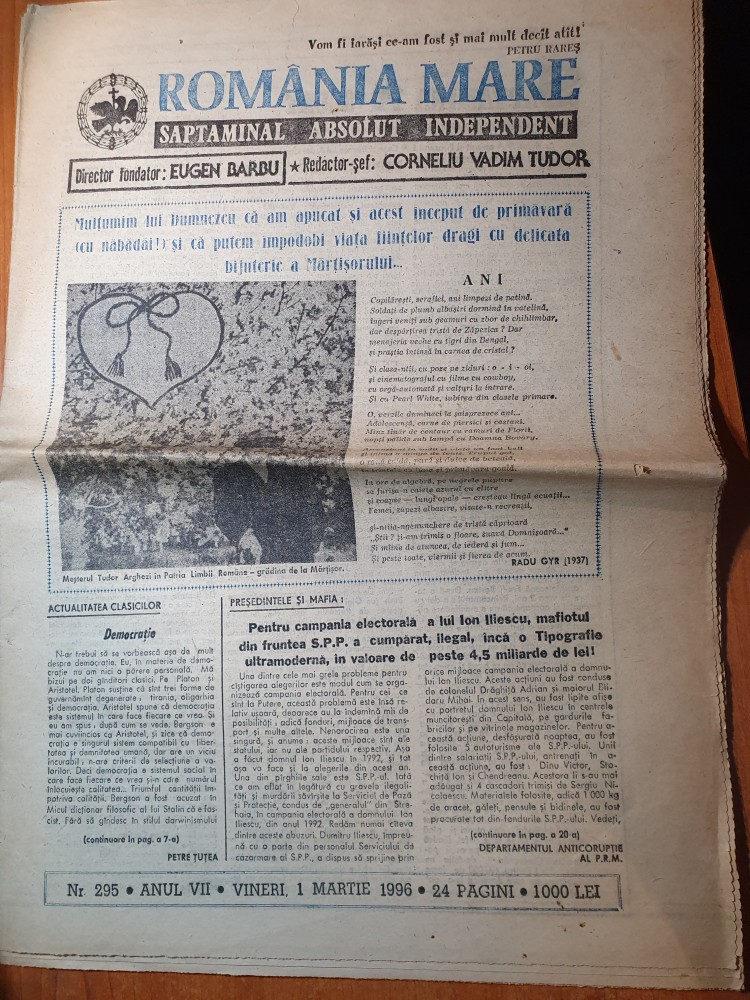 Vom fi iarăși ce-am fost și mai mult decît atît!
PETRU RAREȘ
ROMÂNIA MARE
SAPTAMINAL ABSOLUT INDEPENDENT
Director fondator: EUGEN BARBU
★ Redactor-șef: CORNELIU VADIM TUDOR
Mulțumim lui Dumnezeu că am apucat și acest început de primăvară
(cu năbădăi!) și că putem împodobi viața ființelor dragi cu delicata
bijuterie a Mărțișorului...
ANI
Copilărești, serafici, ani limpezi de patină.
Soldați de plumb albaștri dormind în vatelină,
Ingeri veniți sub geamuri cu zbor de chihlimbar,
dar despărțirea tristă de Zăpezica ? Dar
menajeria veche cu tigri din Bengal,
și praștia întinsă în carnea de cristal ?
Și clasa-ntîi, cu poze pe ziduri : o - i - oi,
și cinematograful cu filme cu cowboy,
cu orgă-automată și valțuri la intrare.
Și cu Pearl White, iubirea din clasele primare.
O, verzile duminici la șaisprezece ani...
Adolescență, carne de piersici și castani.
Minz tînăr de centaur cu ramuri de Florii,
nopți palide sub lampă cu Doamna Bovary.
In ore de algebră, pe negrele pupitre
se furișa-n caiete azurul cu elitre
și coapse — lungi opale — creșteau lîngă ecuații...
Femei, zăpezi albastre, visate-n recreații,
și-ntîia-ngenunchere de tristă căprioară
„Știi ? ți-am trimis o floare, suavă Domnișoară..."
Și mîna de atuncea, de iederă și fum...
Și peste toate, viermii și fierea de acum.
RADU GYR (1937)
Meșterul Tudor Arghezi în Patria Limbii Române – grădina de la Mărțișor.
ACTUALITATEA CLASICILOR
Democrație
N-ar trebui să se vorbească așa de mult
despre democrație. Eu, în materie de demo-
crație nu am nici o părere personală. Mă
bizui pe doi gînditori clasici. Pe Platon și
Aristotel. Platon susține că sînt trei forme de
guvernămînt degenerate : tirania, oligarhia
și democrația. Aristotel spune că democrația
este sistemul în care face fiecare ce vrea. Și
eu am spus : după cum se vede. Bergson e
mai cuviincios ca Aristotel, și zice că demo-
crația e singurul sistem compatibil cu liber-
tatea și demnitatea umană, dar are un viciu
incurabil : n-are criterii de selecțiune a va-
lorilor. Deci democrația e sistemul social în
care face fiecare ce vrea și-n care numărul
înlocuiește calitatea... Triumful cantității îm-
potriva calității. Bergson a fost acuzat în
Micul dicționar filosofic al lui Stalin că e fas-
cist. Fără să gîndesc în stilul darwinismului
(continuare în pag. a 7-a)
PETRE ȚUȚEA
PREȘEDINTELE ȘI MAFIA :
Pentru campania electorală a lui Ion Iliescu, mafiotul
din fruntea S.P.P. a cumpărat, ilegal, încă o Tipografie
ultramodernă, în valoare de peste 4,5 miliarde de lei!
Una dintre cele mai grele probleme pentru
cîștigarea alegerilor este modul cum se orga-
nizează campania electorală. Pentru cei ce
sînt la Putere, această problemă este însă re-
lativ ușoară, deoarece au la îndemînă mii de
posibilități : adică fonduri, mijloace de trans-
port și multe altele. Nenorocirea este una
singură, și anume : aceste mijloace sînt ale
statului, iar nu ale partidului respectiv. Așa
a făcut domnul Ion Iliescu în 1992, și tot
așa va face și la alegerile din acest an.
Una din pîrghiile sale este S.P.P.-ul. Iată
ce am aflat în legătură cu gravele ilegali-
tăți și murdării săvîrșite la Serviciul de Pază
și Protecție, condus de „generalul" din Stre-
haia, în campania electorală a domnului Ion
Iliescu, din anul 1992. Redăm numai cîteva
dintre aceste abuzuri. Dumitru Iliescu, împreu-
nă cu o parte din personalul Serviciului de
cazarmare al S.P.P., a dispus să sprijine prin
orice mijloace campania electorală a domnu-
lui Ion Iliescu. Aceste acțiuni au fost conduse
de colonelul Drăghiță Adrian și maiorul Bli-
daru Mihai. În acest sens, au fost lipite afișe
cu portretul domnului Ion Iliescu în centrele
muncitorești din Capitală, pe gardurile fa-
bricilor și pe vitrinele magazinelor. Pentru a-
ceastă acțiune, desfășurată noaptea, au fost
folosite 5 autoturisme ale S.P.P.-ului. Unii
dintre salariații S.P.P.-ului, antrenați în a-
ceastă acțiune, au fost : Dinu Victor, Sto-
chiță Ion și Chendreanu. Acestora li s-au mai
adăugat și 4 cascadori trimiși de Sergiu Ni-
colaescu. Materialele folosite, adică 1 000 kg
de aracet, găleți, pensule și bidinele, au fost
procurate tot din fondurile S.P.P.-ului. Vedeți,
(continuare în pag. a 20-a)
DEPARTAMENTUL ANTICORUPȚIE
AL P.R.M.
Nr. 295 • ANUL VII • VINERI, 1 MARTIE 1996 • 24 PAGINI • 1000 LEI